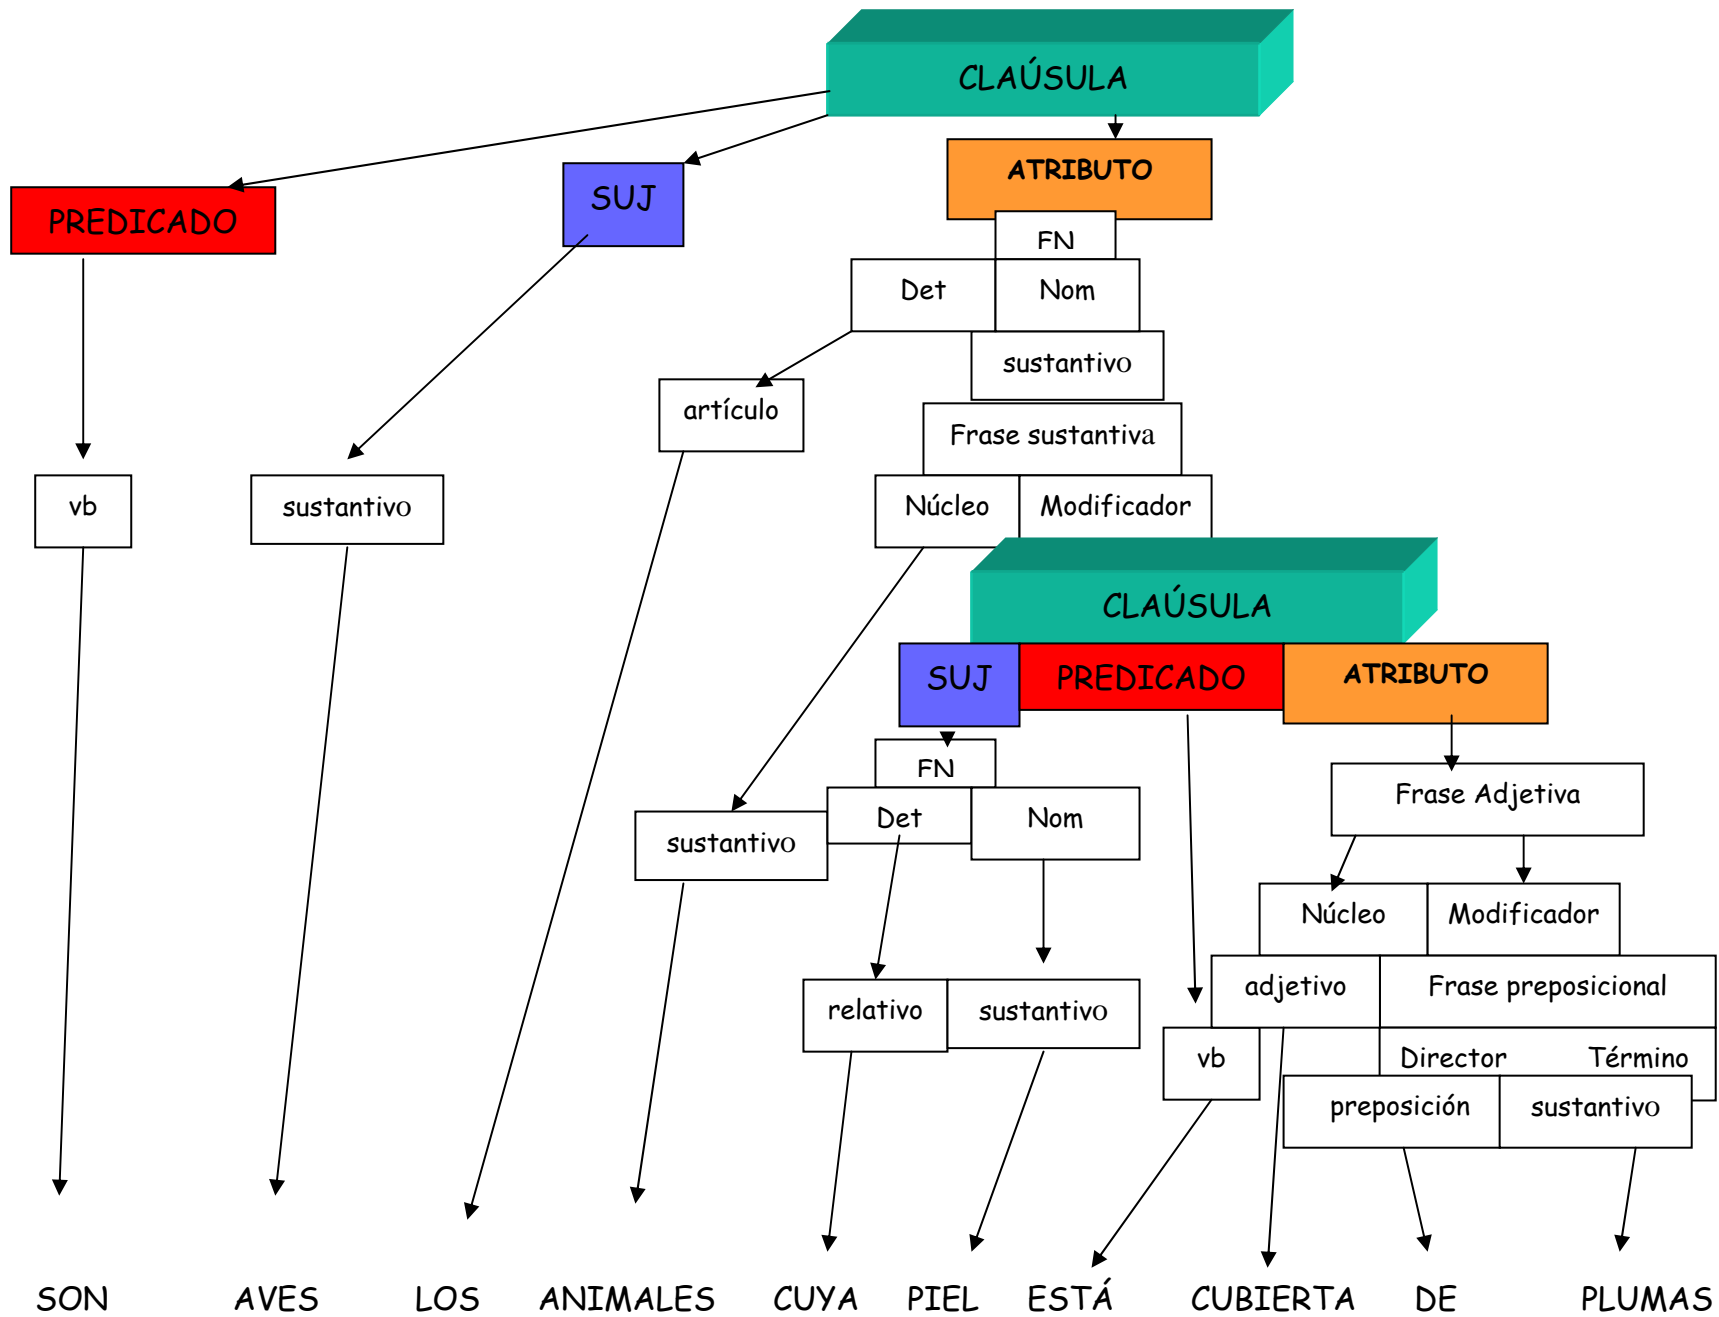 CLAÚSULA
ATRIBUTO
SUJ
PREDICADO
FN
Det Nom
sustantivo
artículo
Frase sustantiva
vb sustantivo Núcleo Modificador
CLAÚSULA
SUJ PREDICADO ATRIBUTO
FN
Frase Adjetiva
Det Nom
sustantivo
Núcleo Modificador
adjetivo Frase preposicional
relativo sustantivo
vb Director Término
preposición sustantivo
SON AVES LOS ANIMALES CUYA PIEL ESTÁ CUBIERTA DE PLUMAS